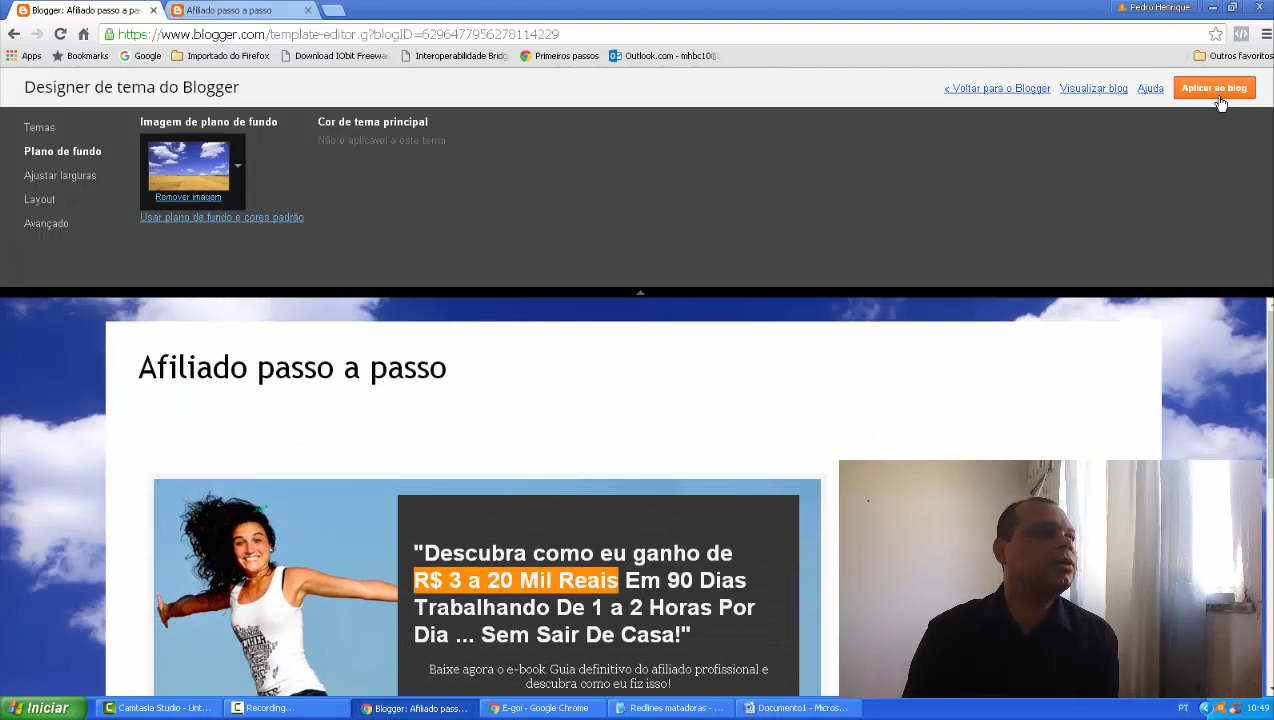 Blogger: Afiliado passo a pas
Afiliado passo a passo
Pedro Henrique
https://www.blogger.com/template-editor.g?blogID=6296477956278114229
Apps
Bookmarks
Google
Importado do Firefox
Download IObit Freewar
Interoperabilidade Bridg
Primeiros passos
Outlook.com - mhbc10@
Outros favoritos
Designer de tema do Blogger
< Voltar para o Blogger
Visualizar blog
Ajuda
Aplicar ao blog
Temas
Plano de fundo
Ajustar larguras
Layout
Avançado
Imagem de plano de fundo
Remover imagem
Usar plano de fundo e cores padrão
Cor de tema principal
Não é aplicável a este tema
Afiliado passo a passo
"Descubra como eu ganho de
R$ 3 a 20 Mil Reais Em 90 Dias
Trabalhando De 1 a 2 Horas Por
Dia ... Sem Sair De Casa!"
Baixe agora o e-book Guia definitivo do afiliado profissional e
descubra como eu fiz isso!
Iniciar
Camtasia Studio - Unt...
Recording...
Blogger: Afiliado pass...
E-goi - Google Chrome
Redlines matadoras - ...
Documento1 - Micros...
PT
10:49